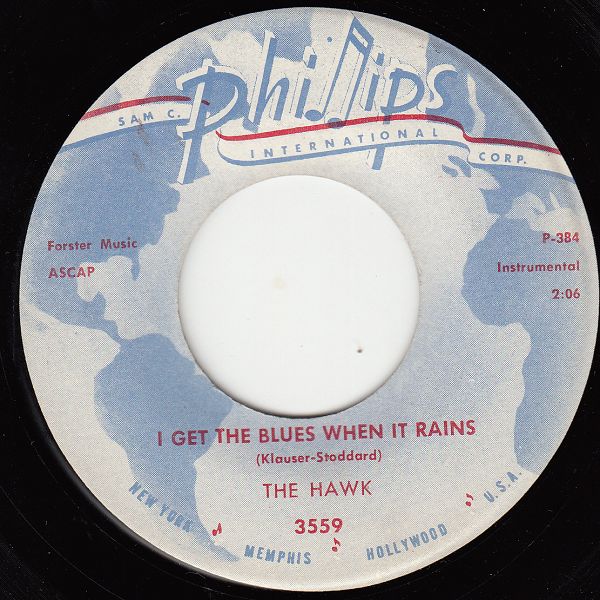 SAM C. Phillips
INTERNATIONAL CORP.
Forster Music
ASCAP
P-384
Instrumental
2:06
I GET THE BLUES WHEN IT RAINS
(Klauser-Stoddard)
THE HAWK
3559
NEW YORK MEMPHIS HOLLYWOOD U.S.A.